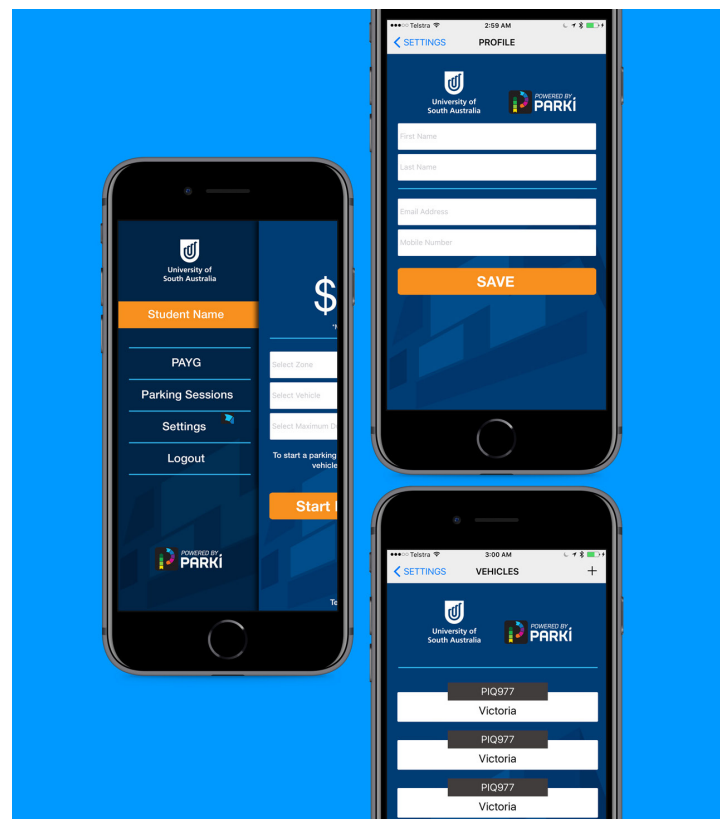 University of
South Australia
Student Name
PAYG
Parking Sessions
Settings
Logout
POWERED BY
PARKi
$
Select Zone
Select Vehicle
Select Maximum D
To start a parking
vehicle
Start
Te
Telstra
2:59 AM
SETTINGS
PROFILE
University of
South Australia
POWERED BY
PARKi
First Name
Last Name
Email Address
Mobile Number
SAVE
Telstra
3:00 AM
SETTINGS
VEHICLES
+
University of
South Australia
POWERED BY
PARKi
PIQ977
Victoria
PIQ977
Victoria
PIQ977
Victoria